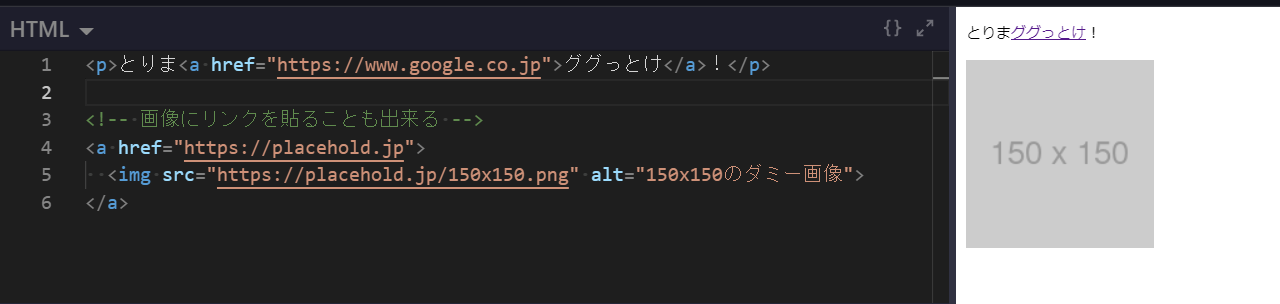 HTML
{}
1 <p>とりま<a href="https://www.google.co.jp">ググっとけ</a>！</p>
2
3 <!-- 画像にリンクを貼ることも出来る -->
4 <a href="https://placehold.jp">
5 <img src="https://placehold.jp/150x150.png" alt="150x150のダミー画像">
6 </a>
とりまググっとけ！
150 x 150